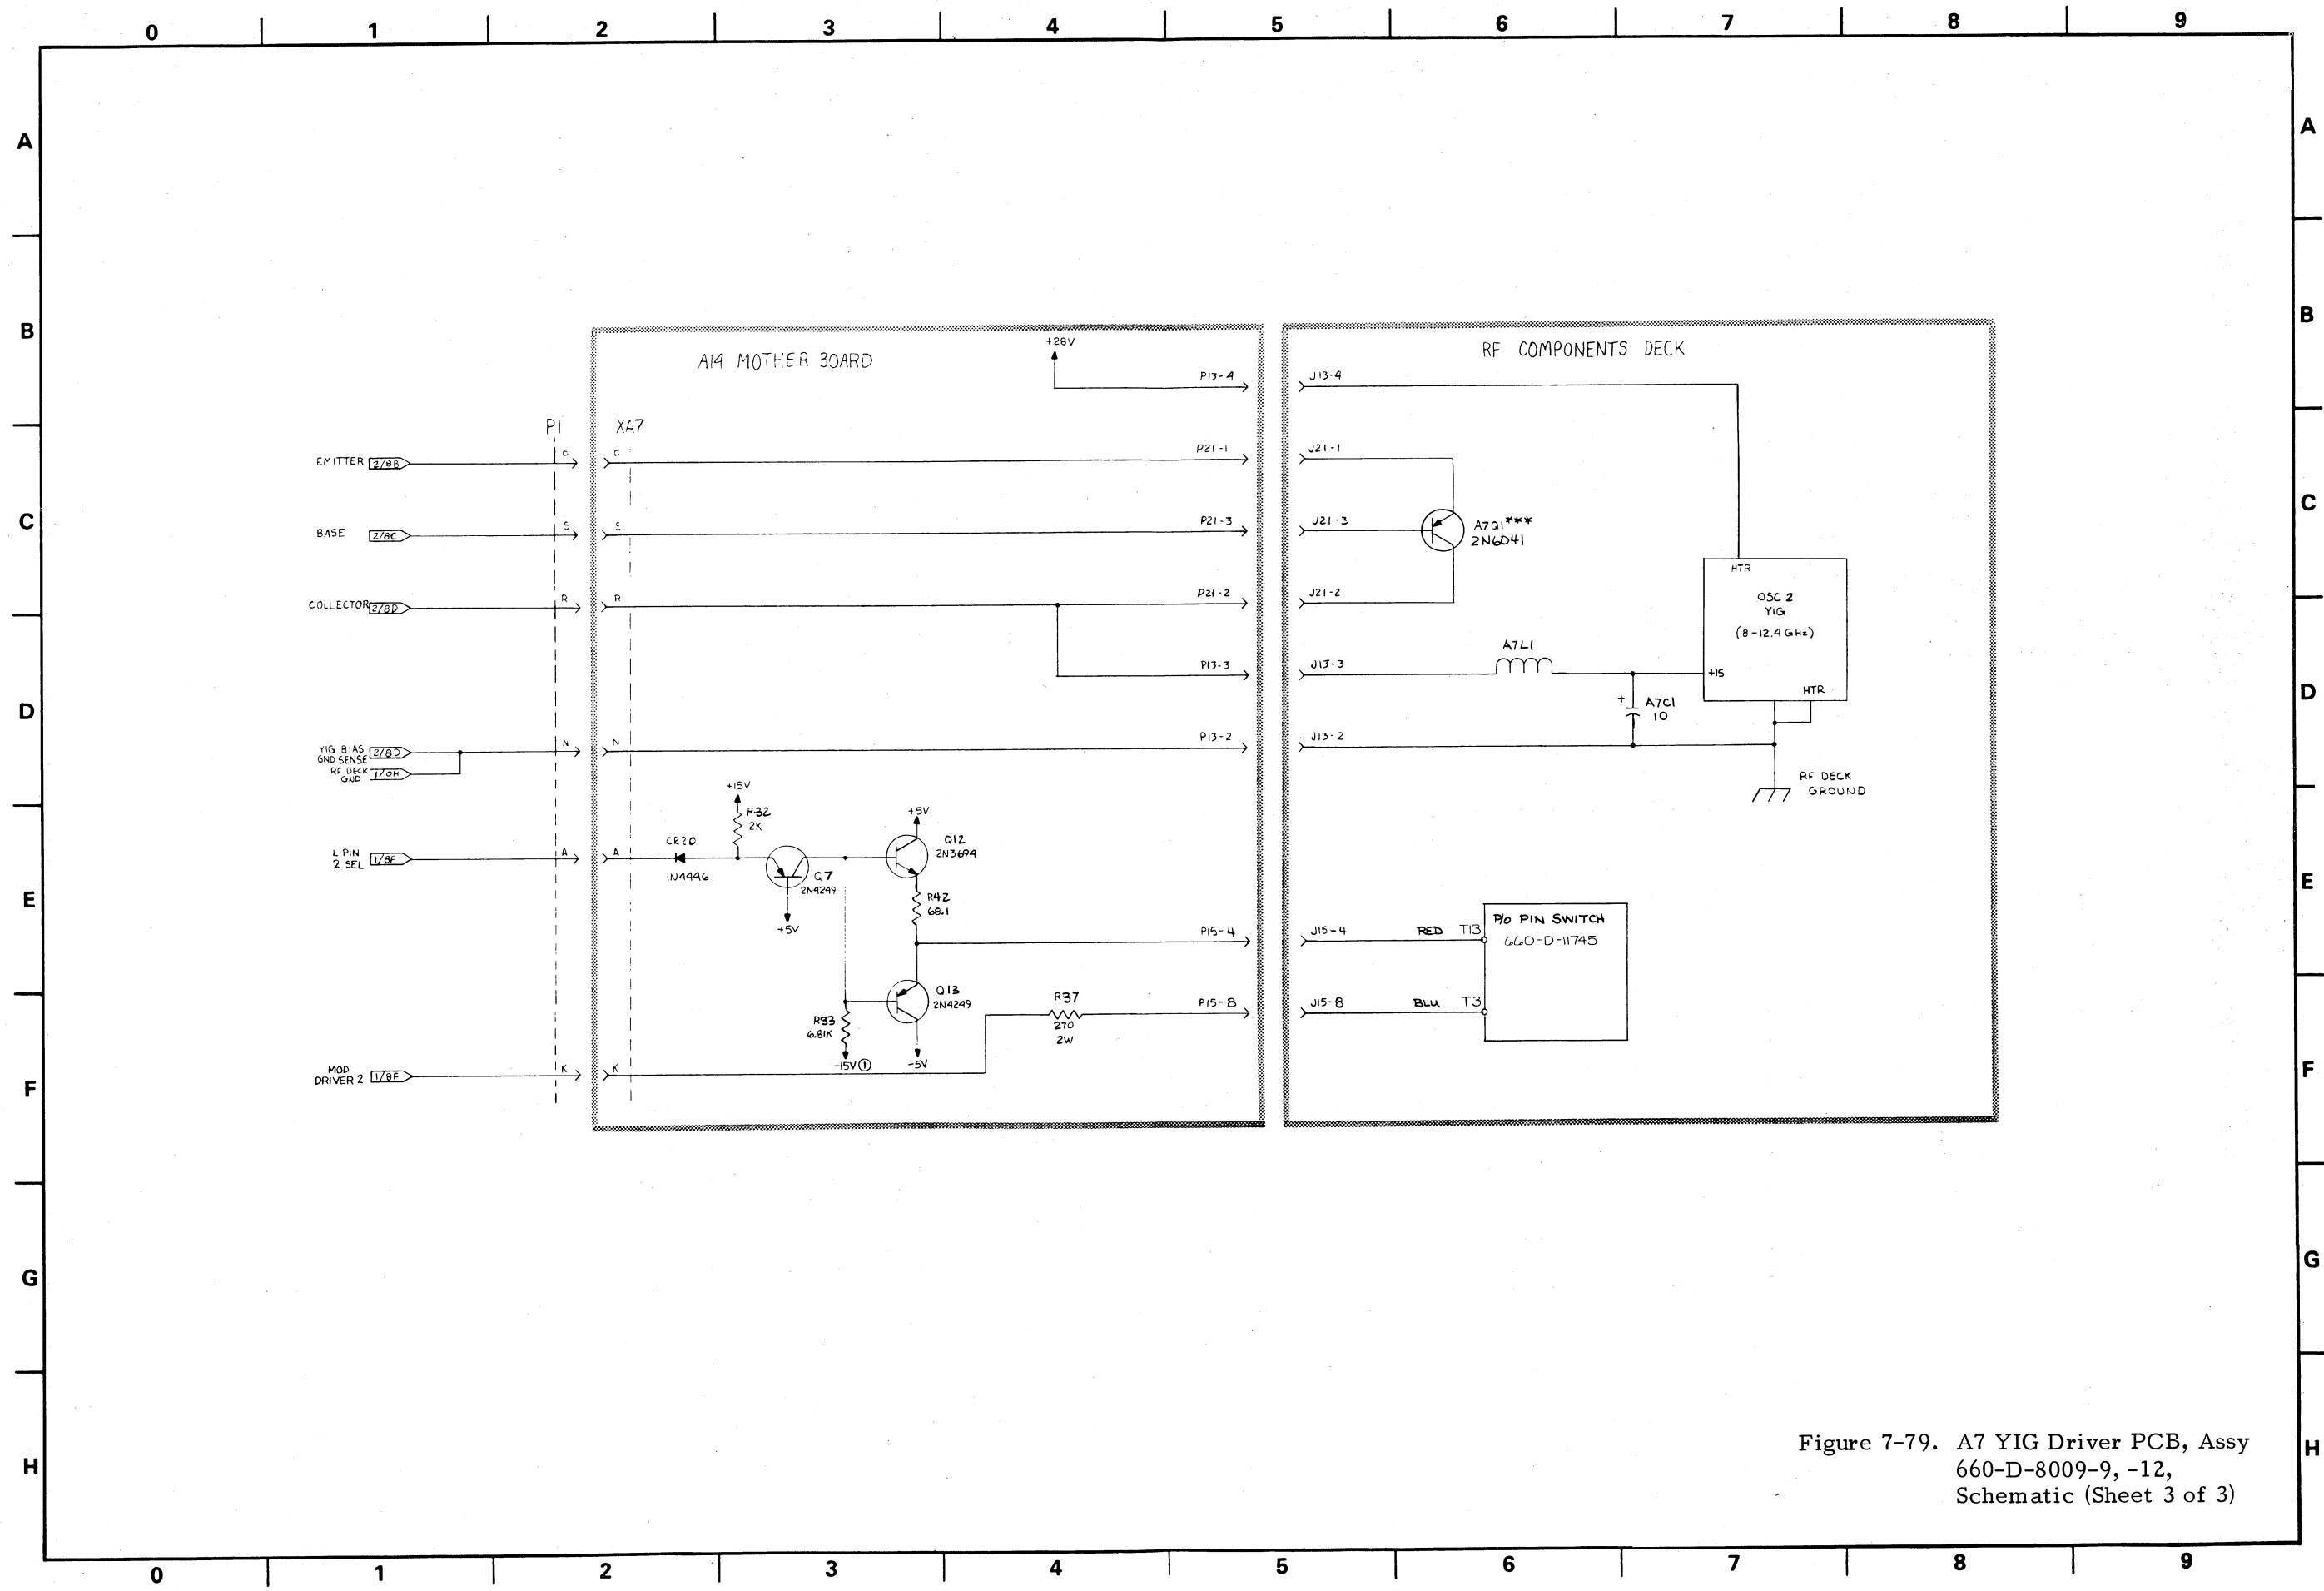 0 1 2 3 4 5 6 7 8 9
A A
B B
C C
D D
E E
F F
G G
H H
A14 MOTHER BOARD
RF COMPONENTS DECK
+28V
P13-4
J13-4
P1
XA7
EMITTER 2/8B
P
P21-1
J21-1
BASE 2/8C
S
S
P21-3
J21-3
A7Q1***
2N6041
COLLECTOR 2/8D
R
R
P21-2
J21-2
HTR
OSC 2
YIG
(8-12.4 GHz)
+15
HTR
P13-3
J13-3
A7L1
+
A7C1
10
YIG BIAS
GND SENSE
2/8D
RF DECK
GND
1/0H
N
N
P13-2
J13-2
RF DECK
GROUND
L PIN
2 SEL
1/8F
A
A
CR20
1N4446
+15V
R32
2K
Q7
2N4249
+5V
+5V
Q12
2N3694
R42
68.1
P15-4
J15-4
RED
T13
P/O PIN SWITCH
660-D-11745
Q13
2N4249
R33
6.81K
-15V ①
-5V
R37
270
2W
P15-8
J15-8
BLU
T3
MOD
DRIVER 2
1/8F
K
K
Figure 7-79. A7 YIG Driver PCB, Assy
660-D-8009-9, -12,
Schematic (Sheet 3 of 3)
0 1 2 3 4 5 6 7 8 9